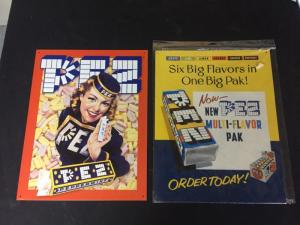 PEZ
PEZ
PEZ
Six Big Flavors in
One Big Pak!
PEZ
Now-
NEW PEZ
MULTI-FLAVOR
PAK
ORDER TODAY!